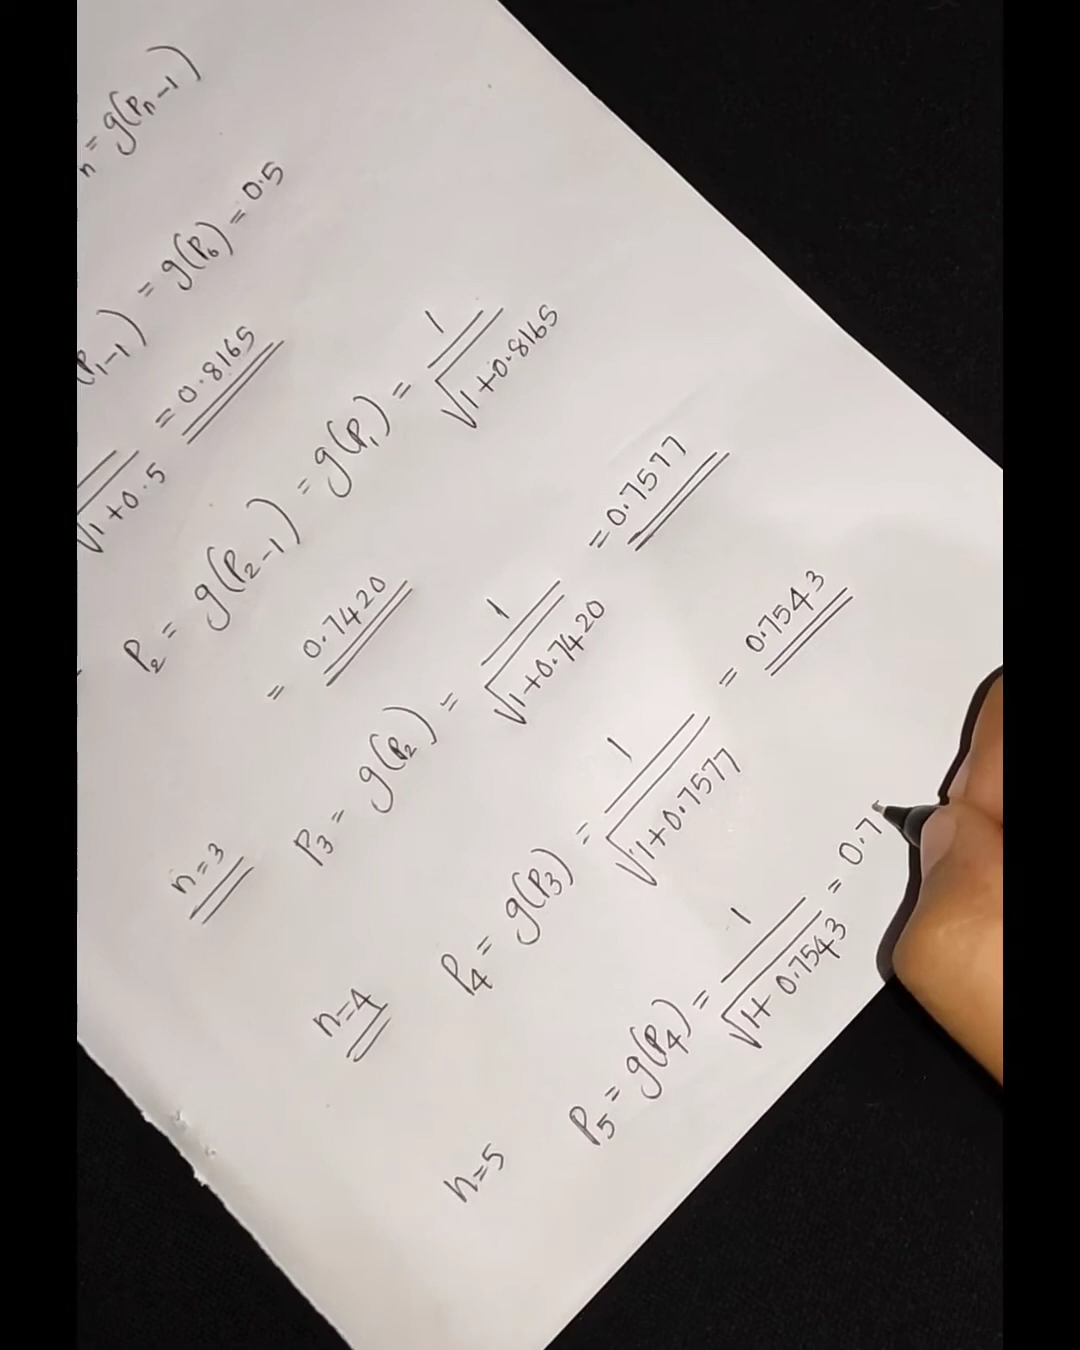 n = g(Pn-1)
(P1-1) = g(P0) = 0.5
√1+0.5 = 0.8165
P2 = g(P2-1) = g(P1) = 1/√1+0.8165
= 0.7420
n=3 P3 = g(P2) = 1/√1+0.7420 = 0.7577
n=4 P4 = g(P3) = 1/√1+0.7577 = 0.7543
n=5 P5 = g(P4) = 1/√1+0.7543 = 0.7